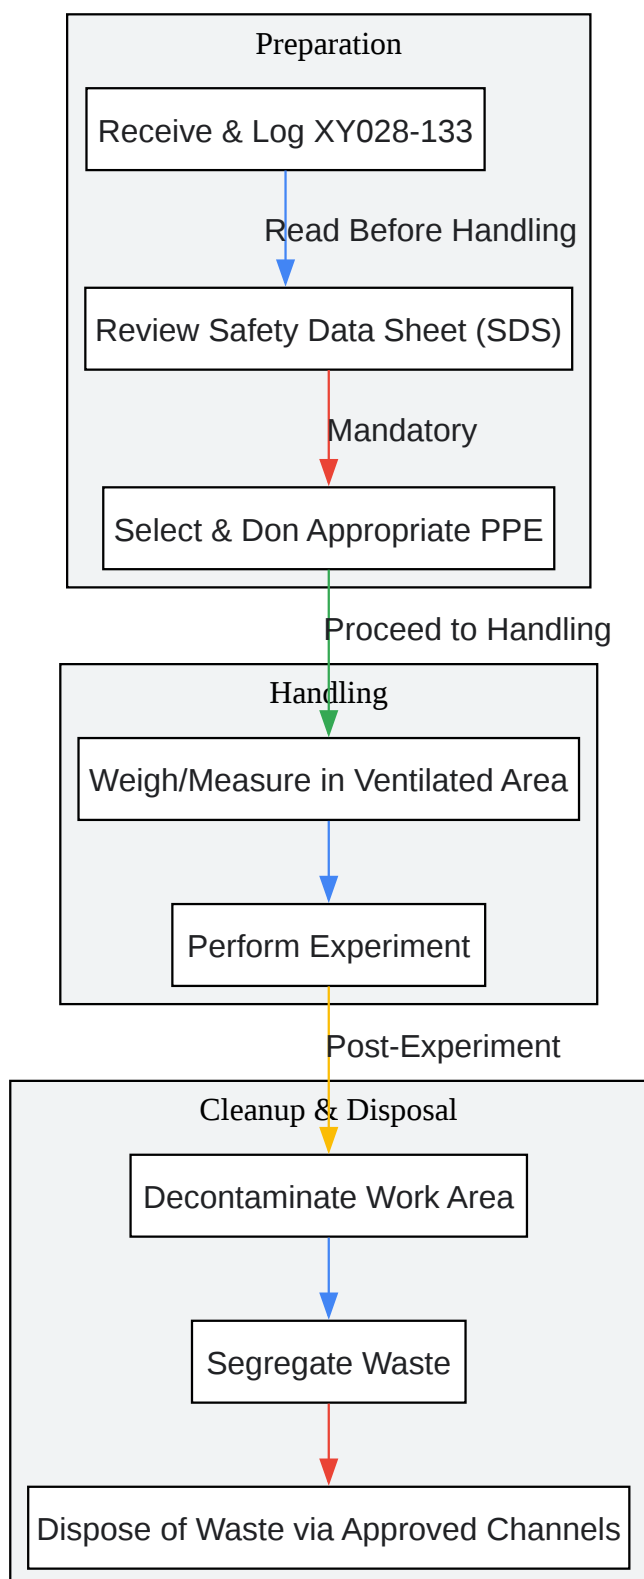 Preparation
Receive & Log XY028-133
Read Before Handling
Review Safety Data Sheet (SDS)
Mandatory
Select & Don Appropriate PPE
Proceed to Handling
Handling
Weigh/Measure in Ventilated Area
Perform Experiment
Post-Experiment
Cleanup & Disposal
Decontaminate Work Area
Segregate Waste
Dispose of Waste via Approved Channels